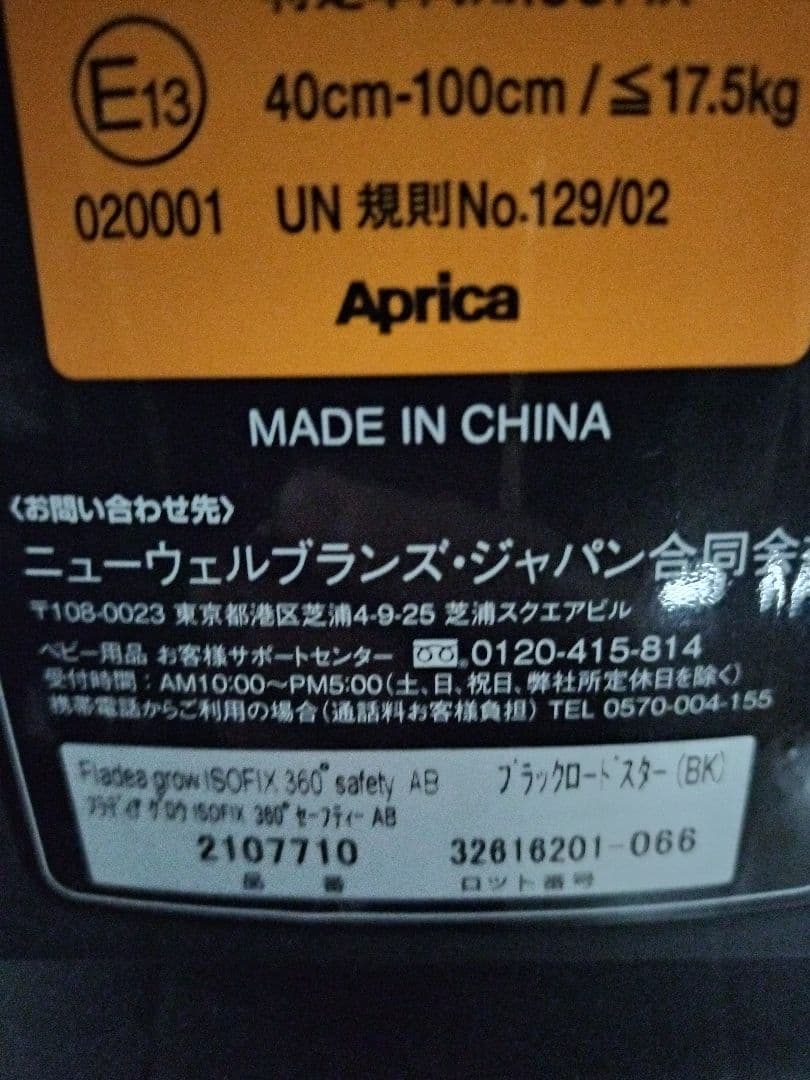 E13
40cm-100cm / ≦17.5kg
020001 UN 規則No.129/02
Aprica
MADE IN CHINA
〈お問い合わせ先〉
ニューウェルブランズ・ジャパン合同会
〒108-0023 東京都港区芝浦4-9-25 芝浦スクエアビル
ベビー用品 お客様サポートセンター 0120-415-814
受付時間：AM10:00～PM5:00(土、日、祝日、弊社所定休日を除く)
携帯電話からご利用の場合(通話料お客様負担) TEL 0570-004-155
Fladea grow ISOFIX 360° safety AB ブラックロードスター(BK)
フラディア グロウ ISOFIX 360° セーフティー AB
2107710 32616201-066
品番 ロット番号